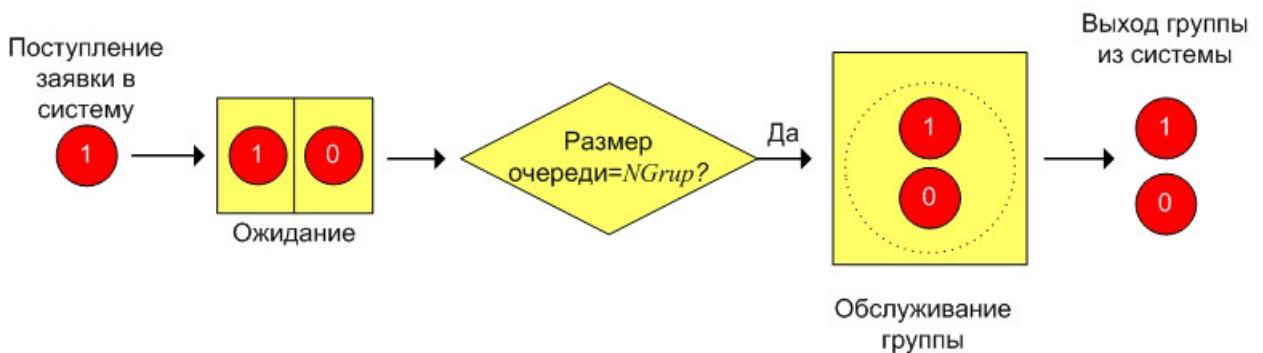 Поступление
заявки в
систему
1
1 0
Ожидание
Размер
очереди=NGrup?
Да
1
0
Обслуживание
группы
Выход группы
из системы
1
0